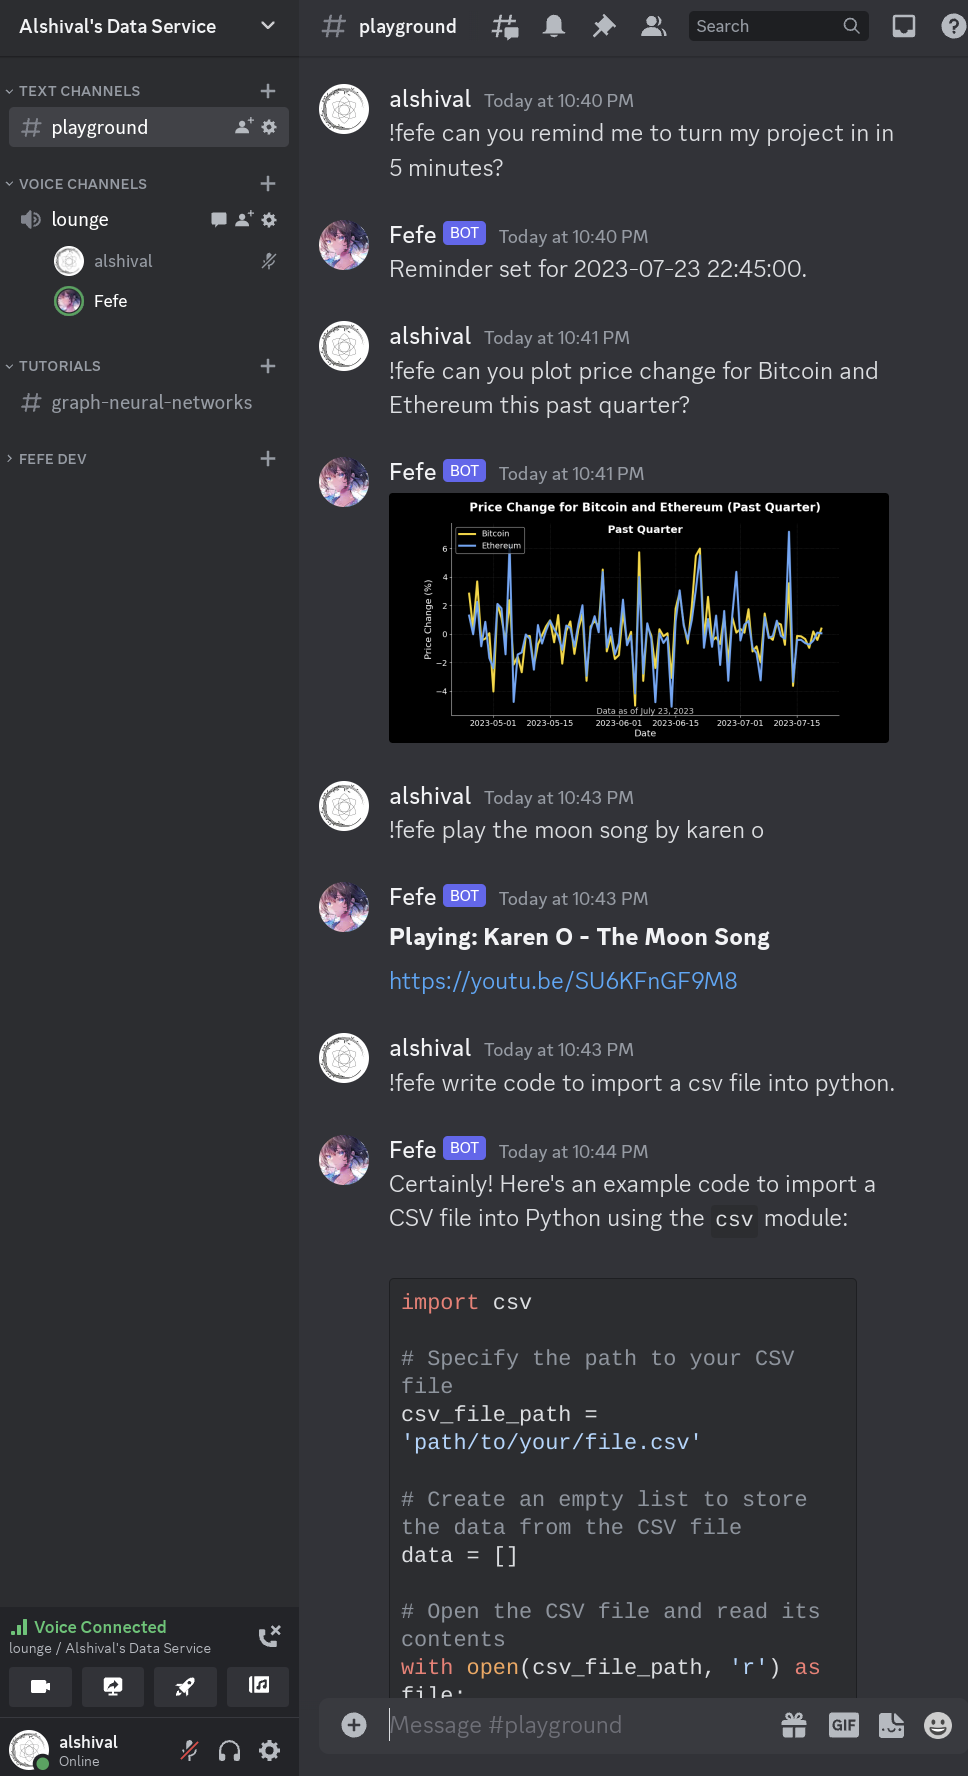 Alshival's Data Service
TEXT CHANNELS
playground
VOICE CHANNELS
lounge
alshival
Fefe
TUTORIALS
graph-neural-networks
FEFE DEV
Voice Connected
lounge / Alshival's Data Service
alshival
Online
playground
Search
alshival Today at 10:40 PM
!fefe can you remind me to turn my project in in
5 minutes?
Fefe BOT Today at 10:40 PM
Reminder set for 2023-07-23 22:45:00.
alshival Today at 10:41 PM
!fefe can you plot price change for Bitcoin and
Ethereum this past quarter?
Fefe BOT Today at 10:41 PM
Price Change for Bitcoin and Ethereum (Past Quarter)
Past Quarter
Bitcoin
Ethereum
Price Change (%)
6
4
2
0
−2
−4
Data as of July 23, 2023
2023-05-01 2023-05-15 2023-06-01 2023-06-15 2023-07-01 2023-07-15
Date
alshival Today at 10:43 PM
!fefe play the moon song by karen o
Fefe BOT Today at 10:43 PM
Playing: Karen O - The Moon Song
https://youtu.be/SU6KFnGF9M8
alshival Today at 10:43 PM
!fefe write code to import a csv file into python.
Fefe BOT Today at 10:44 PM
Certainly! Here's an example code to import a
CSV file into Python using the csv module:
import csv
# Specify the path to your CSV
file
csv_file_path =
'path/to/your/file.csv'
# Create an empty list to store
the data from the CSV file
data = []
# Open the CSV file and read its
contents
with open(csv_file_path, 'r') as
file:
Message #playground
GIF